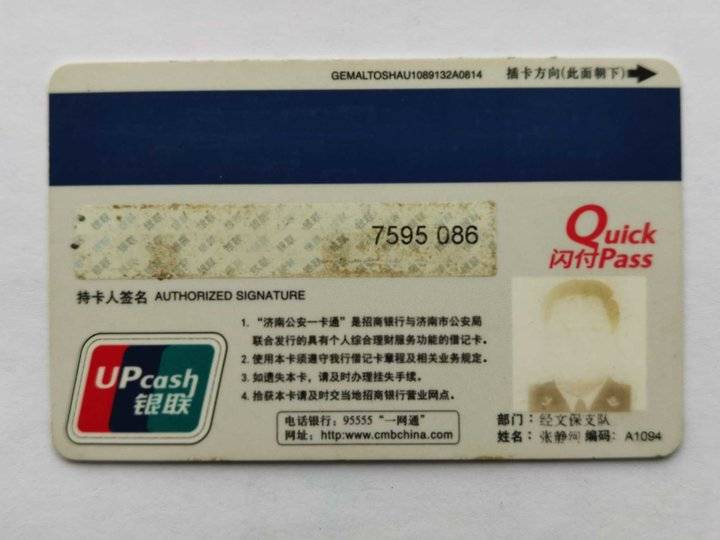 GEMALTOSHAU1089132A0814 插卡方向(此面朝下)
7595 086
Quick
闪付Pass
持卡人签名 AUTHORIZED SIGNATURE
1. “济南公安一卡通”是招商银行与济南市公安局
联合发行的具有个人综合理财服务功能的借记卡。
2. 使用本卡须遵守我行借记卡章程及相关业务规定。
3. 如遗失本卡，请及时办理挂失手续。
4. 拾获本卡请及时交当地招商银行营业网点。
UPcash
银联
电话银行：95555“一网通”
网址：http:www.cmbchina.com
部门：经文保支队
姓名：张静 编码：A1094